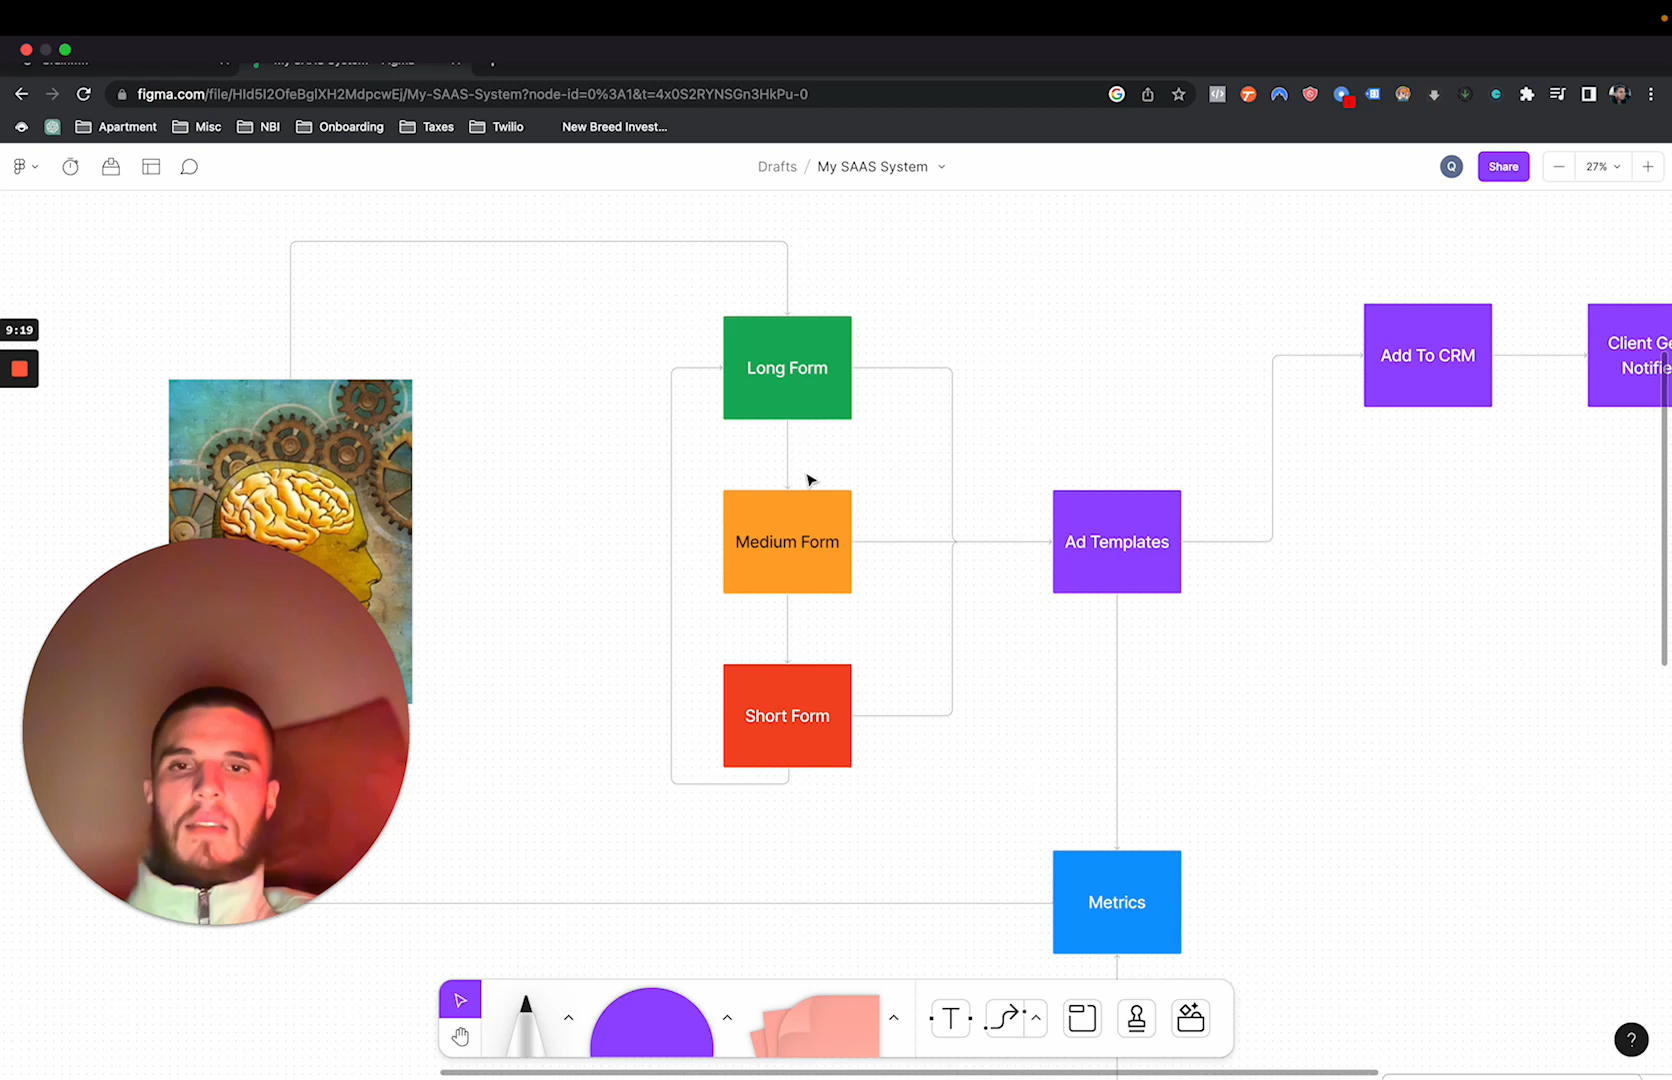 figma.com/file/HId5I2OfeBglXH2MdpcwEj/My-SAAS-System?node-id=0%3A1&t=4x0S2RYNSGn3HkPu-0
Apartment Misc NBI Onboarding Taxes Twilio New Breed Invest...
Drafts / My SAAS System
Q
Share
27%
9:19
Long Form
Add To CRM
Client Ge
Notifie
Medium Form
Ad Templates
Short Form
Metrics
T
?